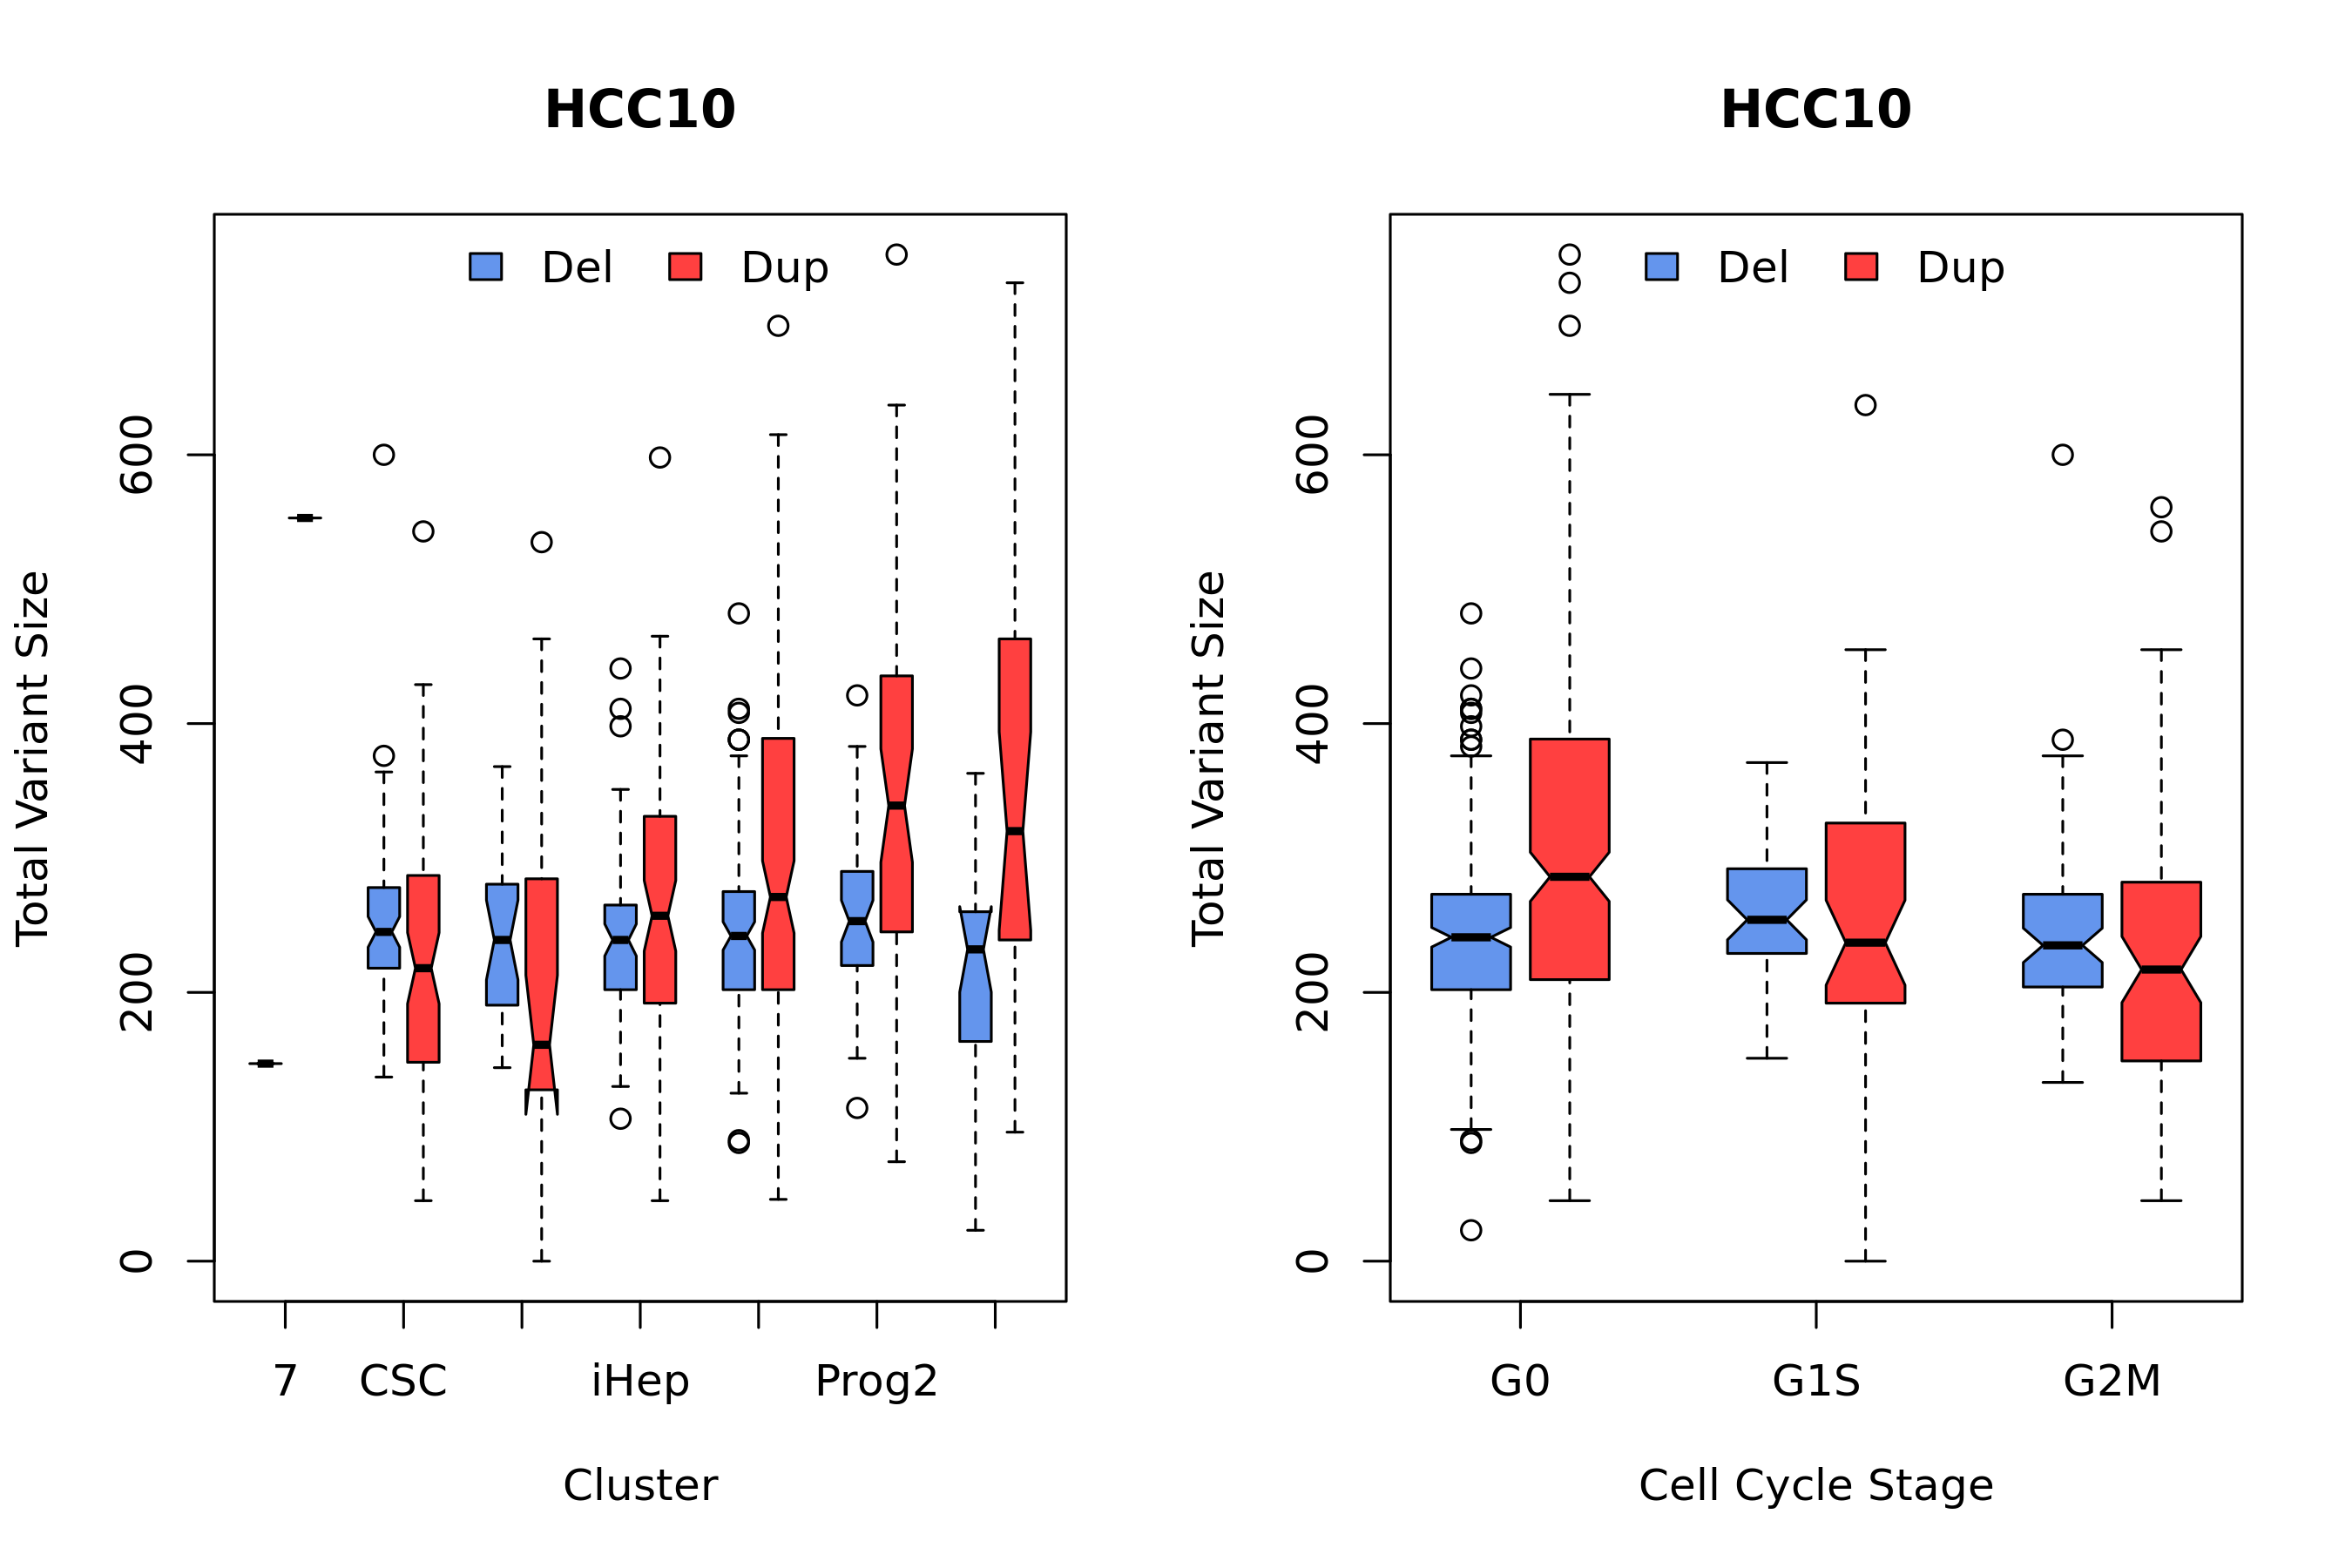 HCC10
Del Dup
Total Variant Size
600
400
200
0
7 CSC iHep Prog2
Cluster
HCC10
Del Dup
Total Variant Size
600
400
200
0
G0 G1S G2M
Cell Cycle Stage